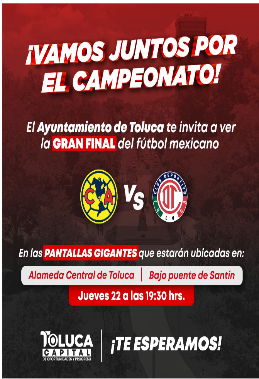 ¡VAMOS JUNTOS POR
EL CAMPEONATO!
El Ayuntamiento de Toluca te invita a ver
la GRAN FINAL del fútbol mexicano
CA
VS
En las PANTALLAS GIGANTES que estarán ubicadas en:
Alameda Central de Toluca | Bajo puente de Santín
Jueves 22 a las 19:30 hrs.
TOLUCA
CAPITAL
¡TE ESPERAMOS!